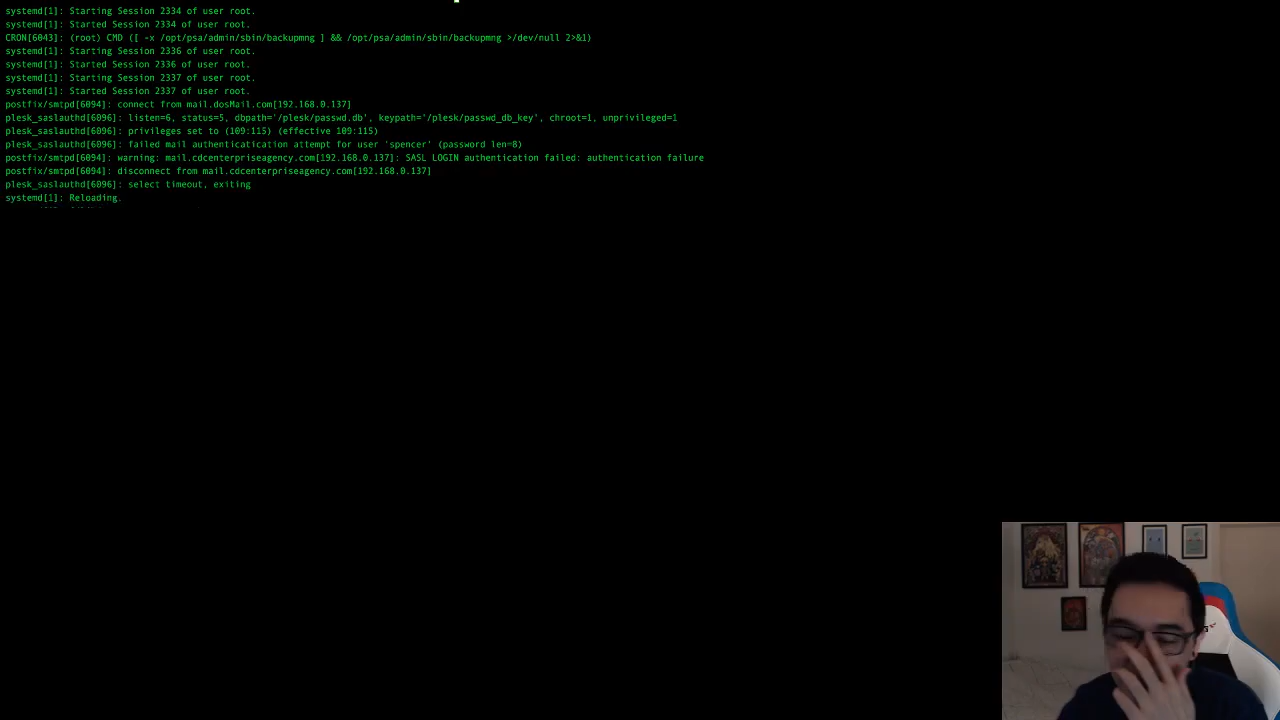 systemd[1]: Starting Session 2334 of user root.
systemd[1]: Started Session 2334 of user root.
CRON[6043]: (root) CMD ([ -x /opt/psa/admin/sbin/backupmng ] && /opt/psa/admin/sbin/backupmng >/dev/null 2>&1)
systemd[1]: Starting Session 2336 of user root.
systemd[1]: Started Session 2336 of user root.
systemd[1]: Starting Session 2337 of user root.
systemd[1]: Started Session 2337 of user root.
postfix/smtpd[6094]: connect from mail.dosMail.com[192.168.0.137]
plesk_saslauthd[6096]: listen=6, status=5, dbpath='/plesk/passwd.db', keypath='/plesk/passwd_db_key', chroot=1, unprivileged=1
plesk_saslauthd[6096]: privileges set to (109:115) (effective 109:115)
plesk_saslauthd[6096]: failed mail authenticatication attempt for user 'spencer' (password len=8)
postfix/smtpd[6094]: warning: mail.cdcenterpriseagency.com[192.168.0.137]: SASL LOGIN authentication failed: authentication failure
postfix/smtpd[6094]: disconnect from mail.cdcenterpriseagency.com[192.168.0.137]
plesk_saslauthd[6096]: select timeout, exiting
systemd[1]: Reloading.